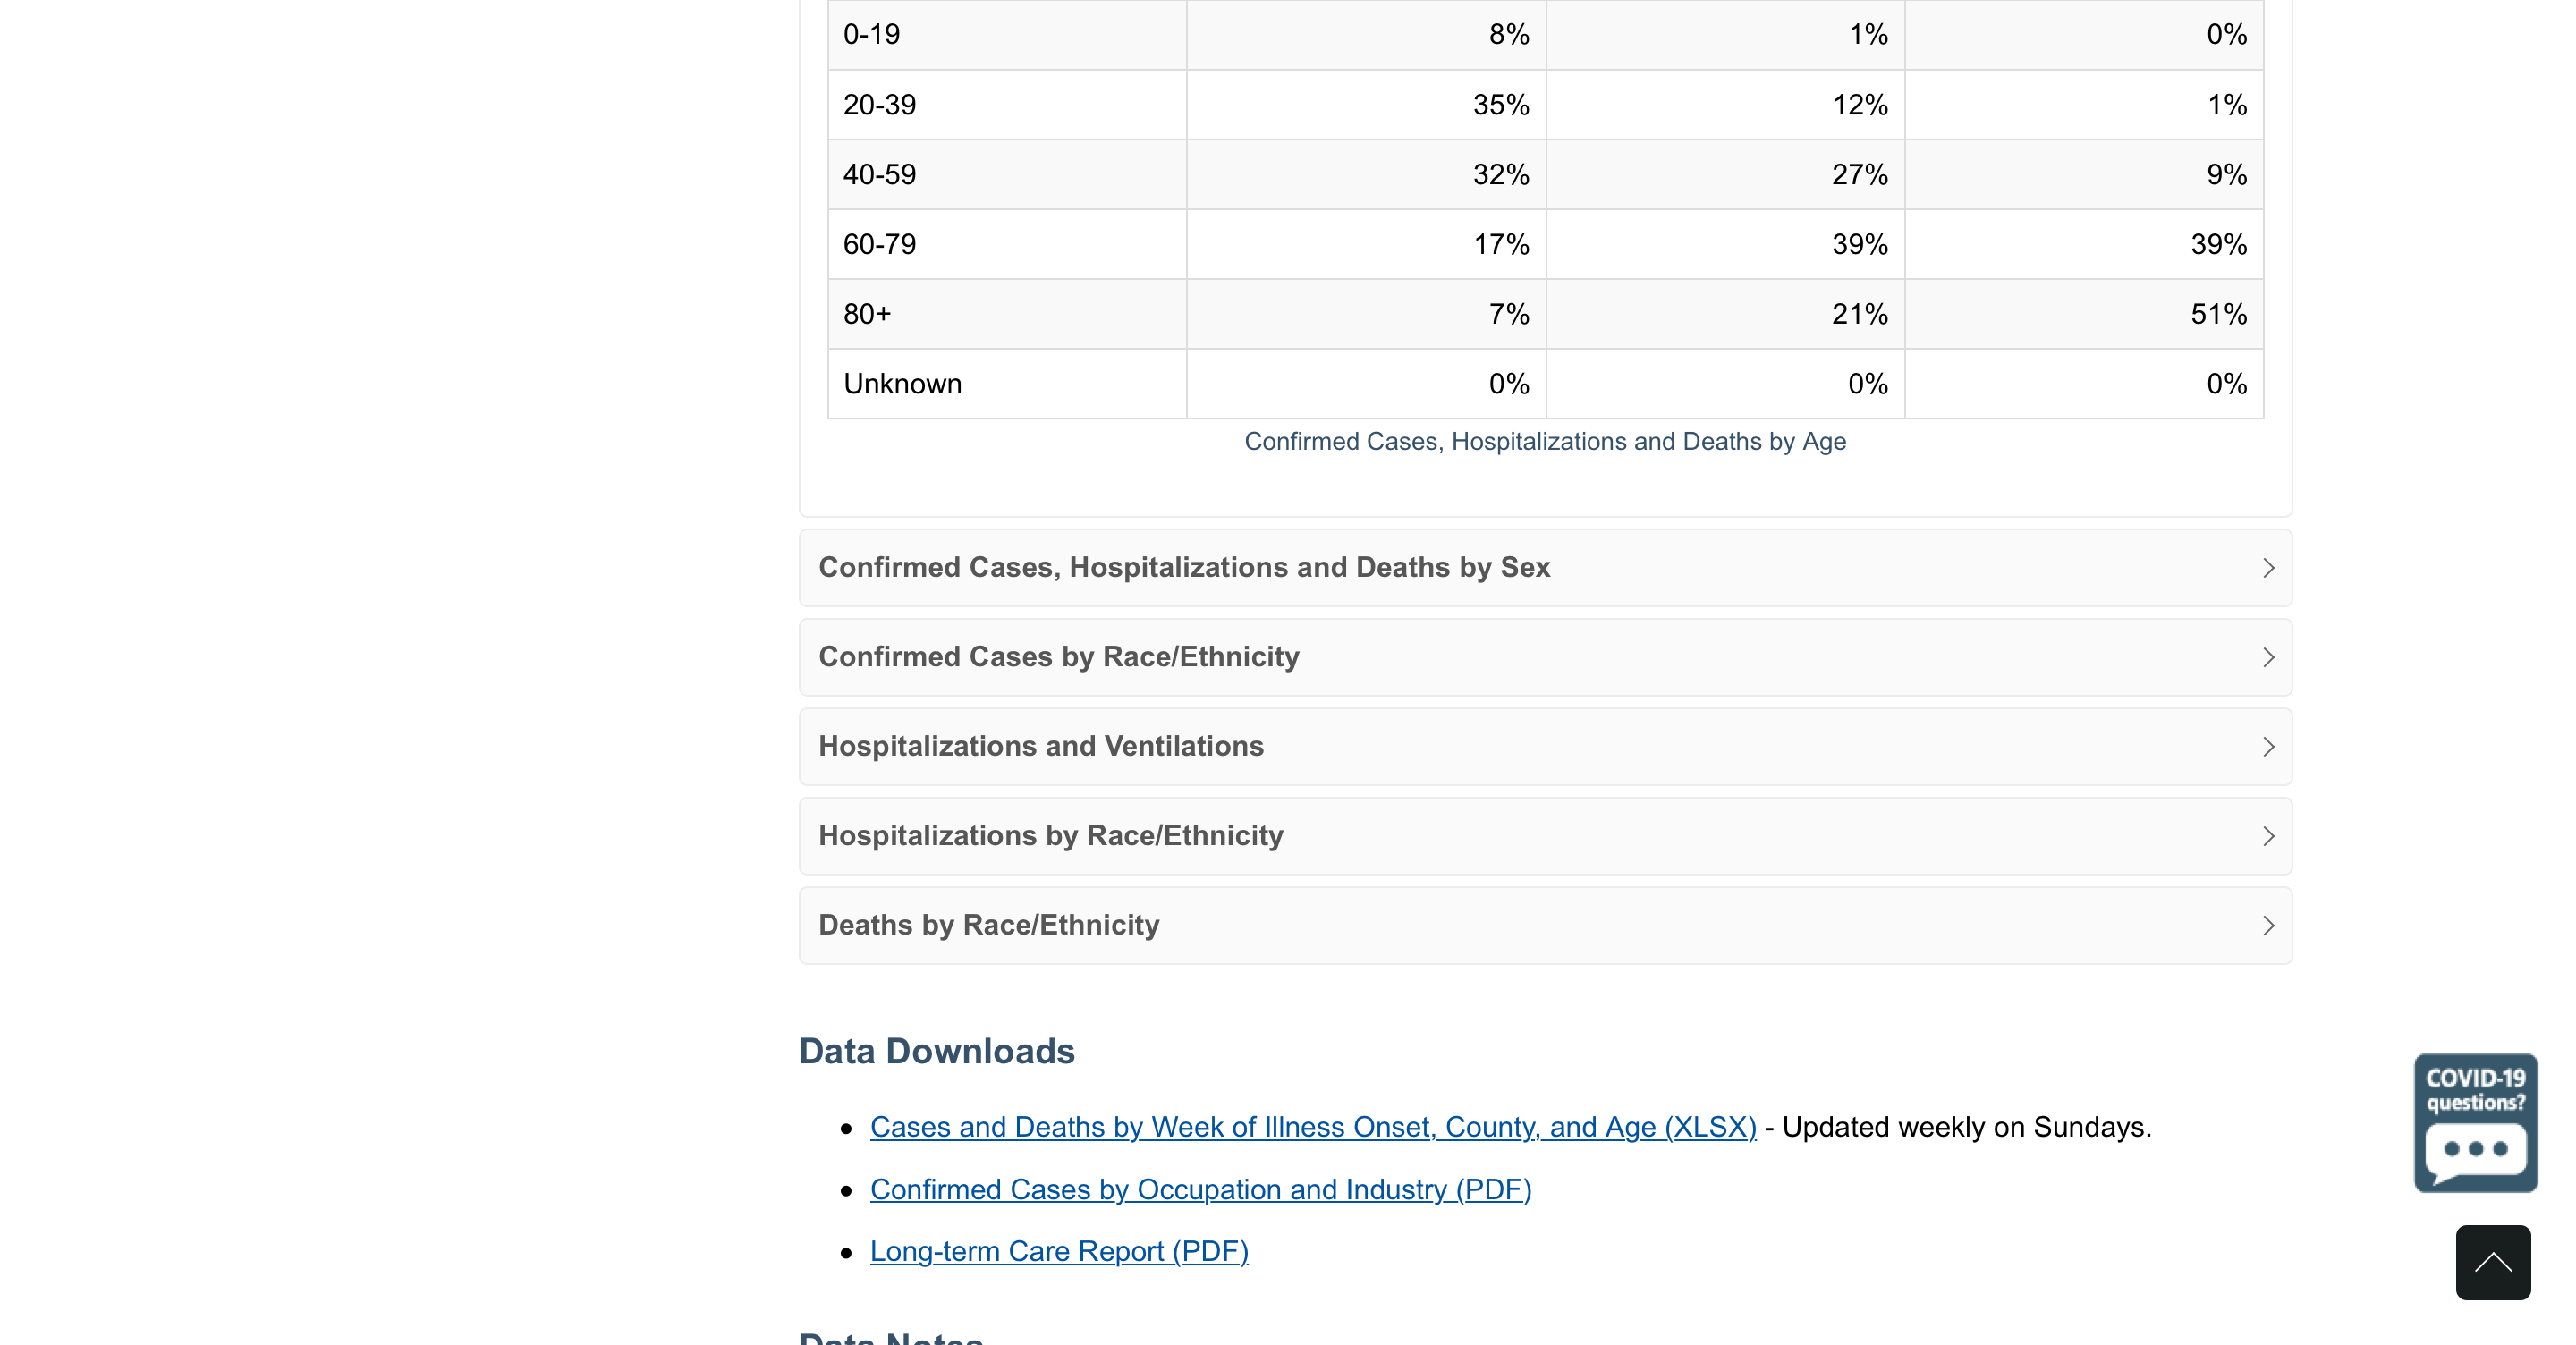 0-19 8% 1% 0%
20-39 35% 12% 1%
40-59 32% 27% 9%
60-79 17% 39% 39%
80+ 7% 21% 51%
Unknown 0% 0% 0%
Confirmed Cases, Hospitalizations and Deaths by Age
Confirmed Cases, Hospitalizations and Deaths by Sex
Confirmed Cases by Race/Ethnicity
Hospitalizations and Ventilations
Hospitalizations by Race/Ethnicity
Deaths by Race/Ethnicity
Data Downloads
Cases and Deaths by Week of Illness Onset, County, and Age (XLSX) - Updated weekly on Sundays.
Confirmed Cases by Occupation and Industry (PDF)
Long-term Care Report (PDF)
COVID-19
questions?
Data Notes